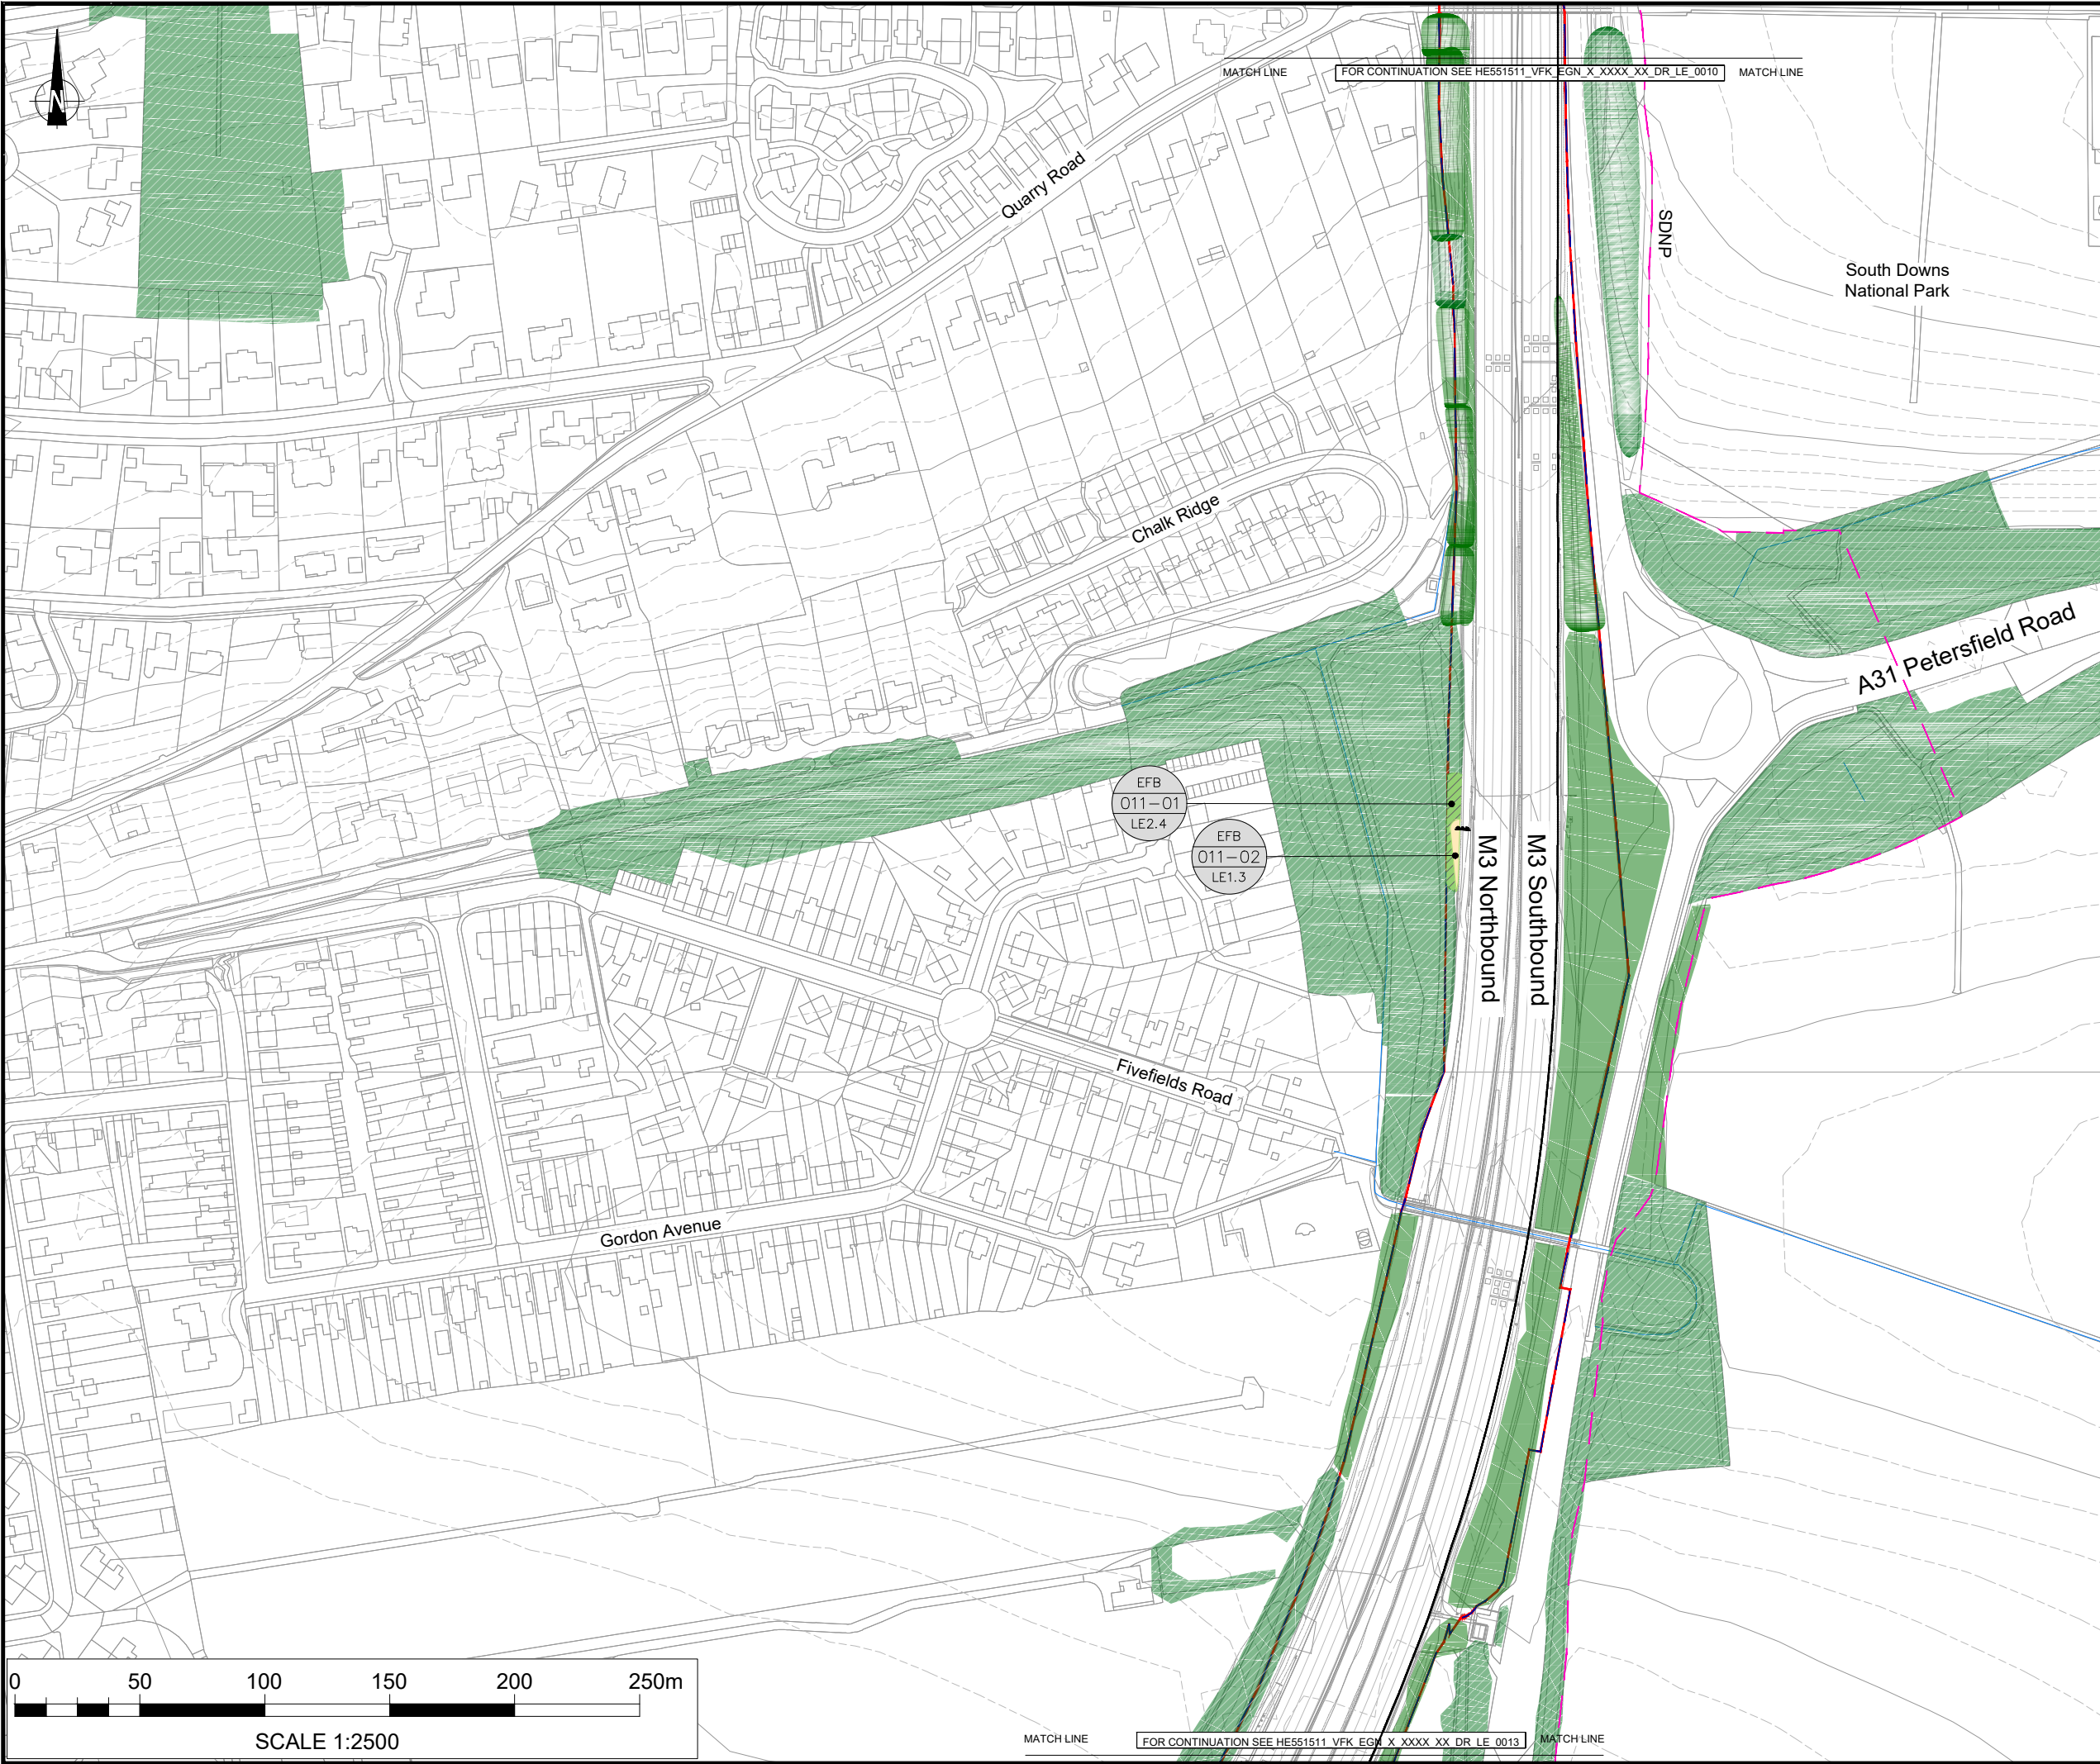 MATCH LINE
FOR CONTINUATION SEE HE551511_VFK_EGN_X_XXXX_XX_DR_LE_0010
MATCH LINE
N
Quarry Road
SDNP
South Downs
National Park
Chalk Ridge
A31 Petersfield Road
EFB
011-01
LE2.4
EFB
011-02
LE1.3
M3 Northbound
M3 Southbound
Fivefields Road
Gordon Avenue
0 50 100 150 200 250m
SCALE 1:2500
MATCH LINE
FOR CONTINUATION SEE HE551511_VFK_EGN_X_XXXX_XX_DR_LE_0013
MATCH LINE